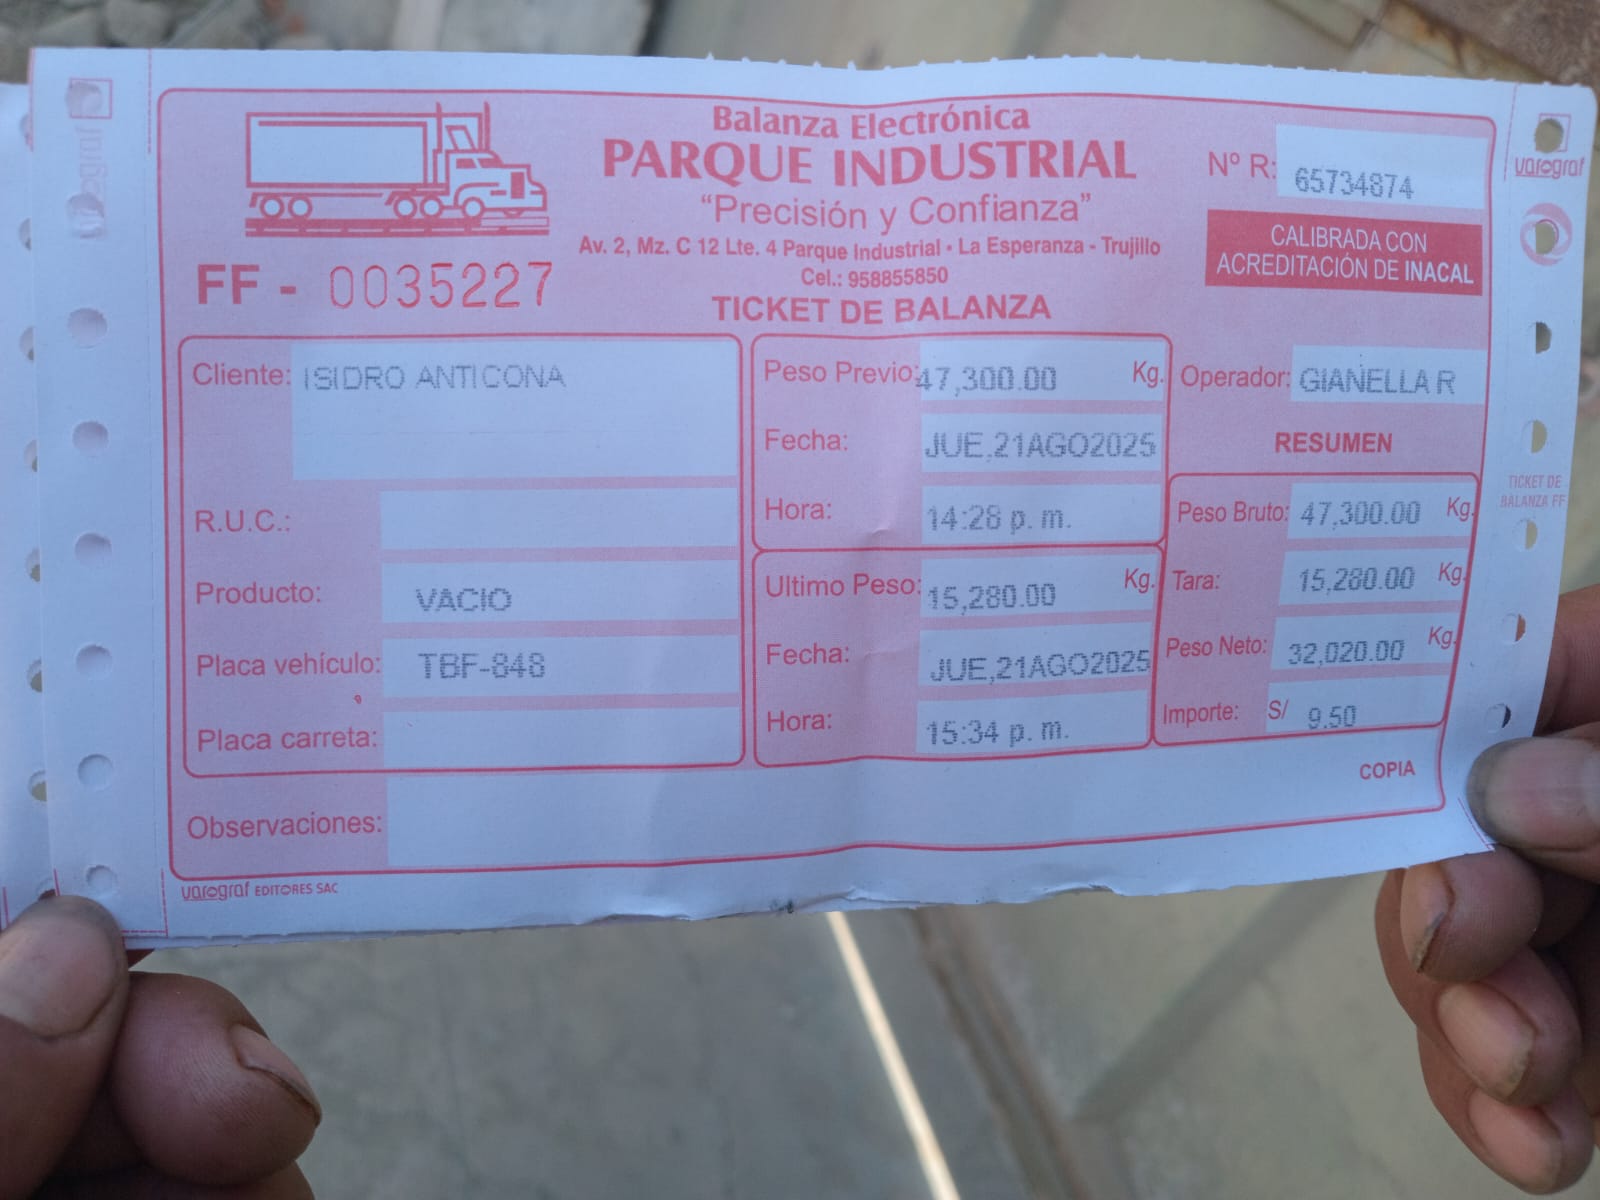 Balanza Electrónica
PARQUE INDUSTRIAL
"Precisión y Confianza"
Av. 2, Mz. C 12 Lte. 4 Parque Industrial - La Esperanza - Trujillo
Cel.: 958855850
TICKET DE BALANZA
FF - 0035227
Nº R: 65734874
CALIBRADA CON
ACREDITACIÓN DE INACAL
varograf
Cliente: ISIDRO ANTICONA
R.U.C.:
Producto: VACIO
Placa vehículo: TBF-848
Placa carreta:
Observaciones:
Peso Previo: 47,300.00 Kg.
Fecha: JUE,21AGO2025
Hora: 14:28 p. m.
Ultimo Peso: 15,280.00 Kg.
Fecha: JUE,21AGO2025
Hora: 15:34 p. m.
Operador: GIANELLA R
RESUMEN
Peso Bruto: 47,300.00 Kg.
Tara: 15,280.00 Kg.
Peso Neto: 32,020.00 Kg.
Importe: S/ 9.50
COPIA
TICKET DE
BALANZA FF
varograf EDITORES SAC